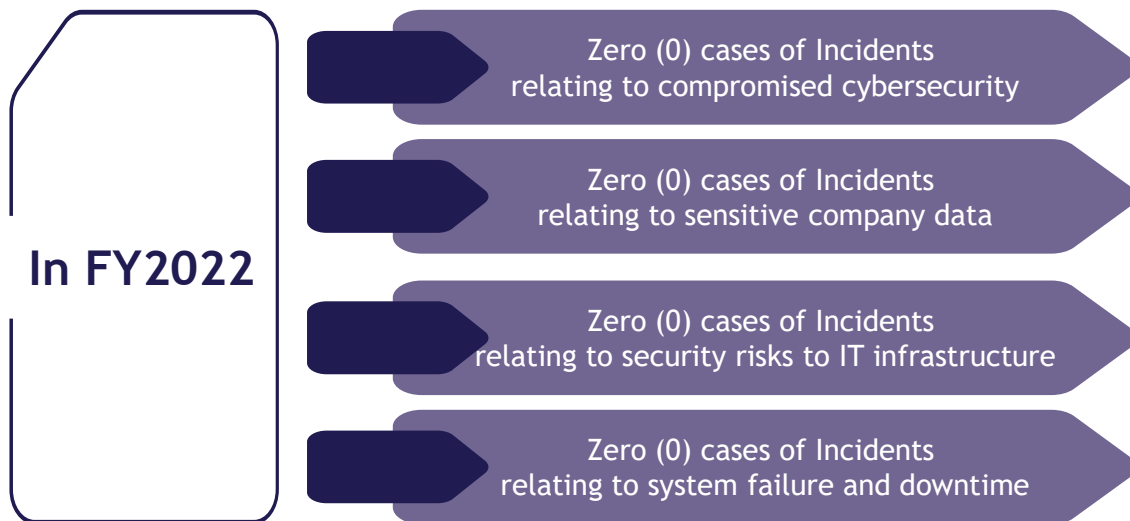 In FY2022
Zero (0) cases of Incidents
relating to compromised cybersecurity
Zero (0) cases of Incidents
relating to sensitive company data
Zero (0) cases of Incidents
relating to security risks to IT infrastructure
Zero (0) cases of Incidents
relating to system failure and downtime